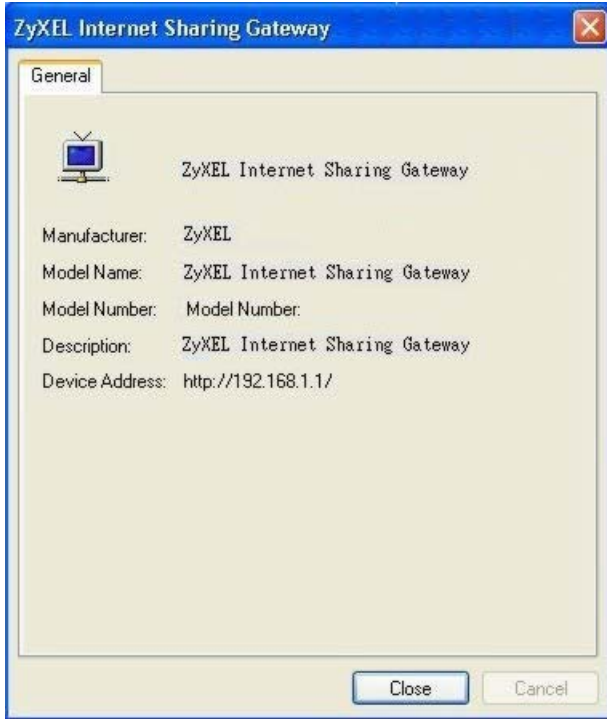 ZyXEL Internet Sharing Gateway
General
ZyXEL Internet Sharing Gateway
Manufacturer: ZyXEL
Model Name: ZyXEL Internet Sharing Gateway
Model Number: Model Number:
Description: ZyXEL Internet Sharing Gateway
Device Address: http://192.168.1.1/
Close Cancel